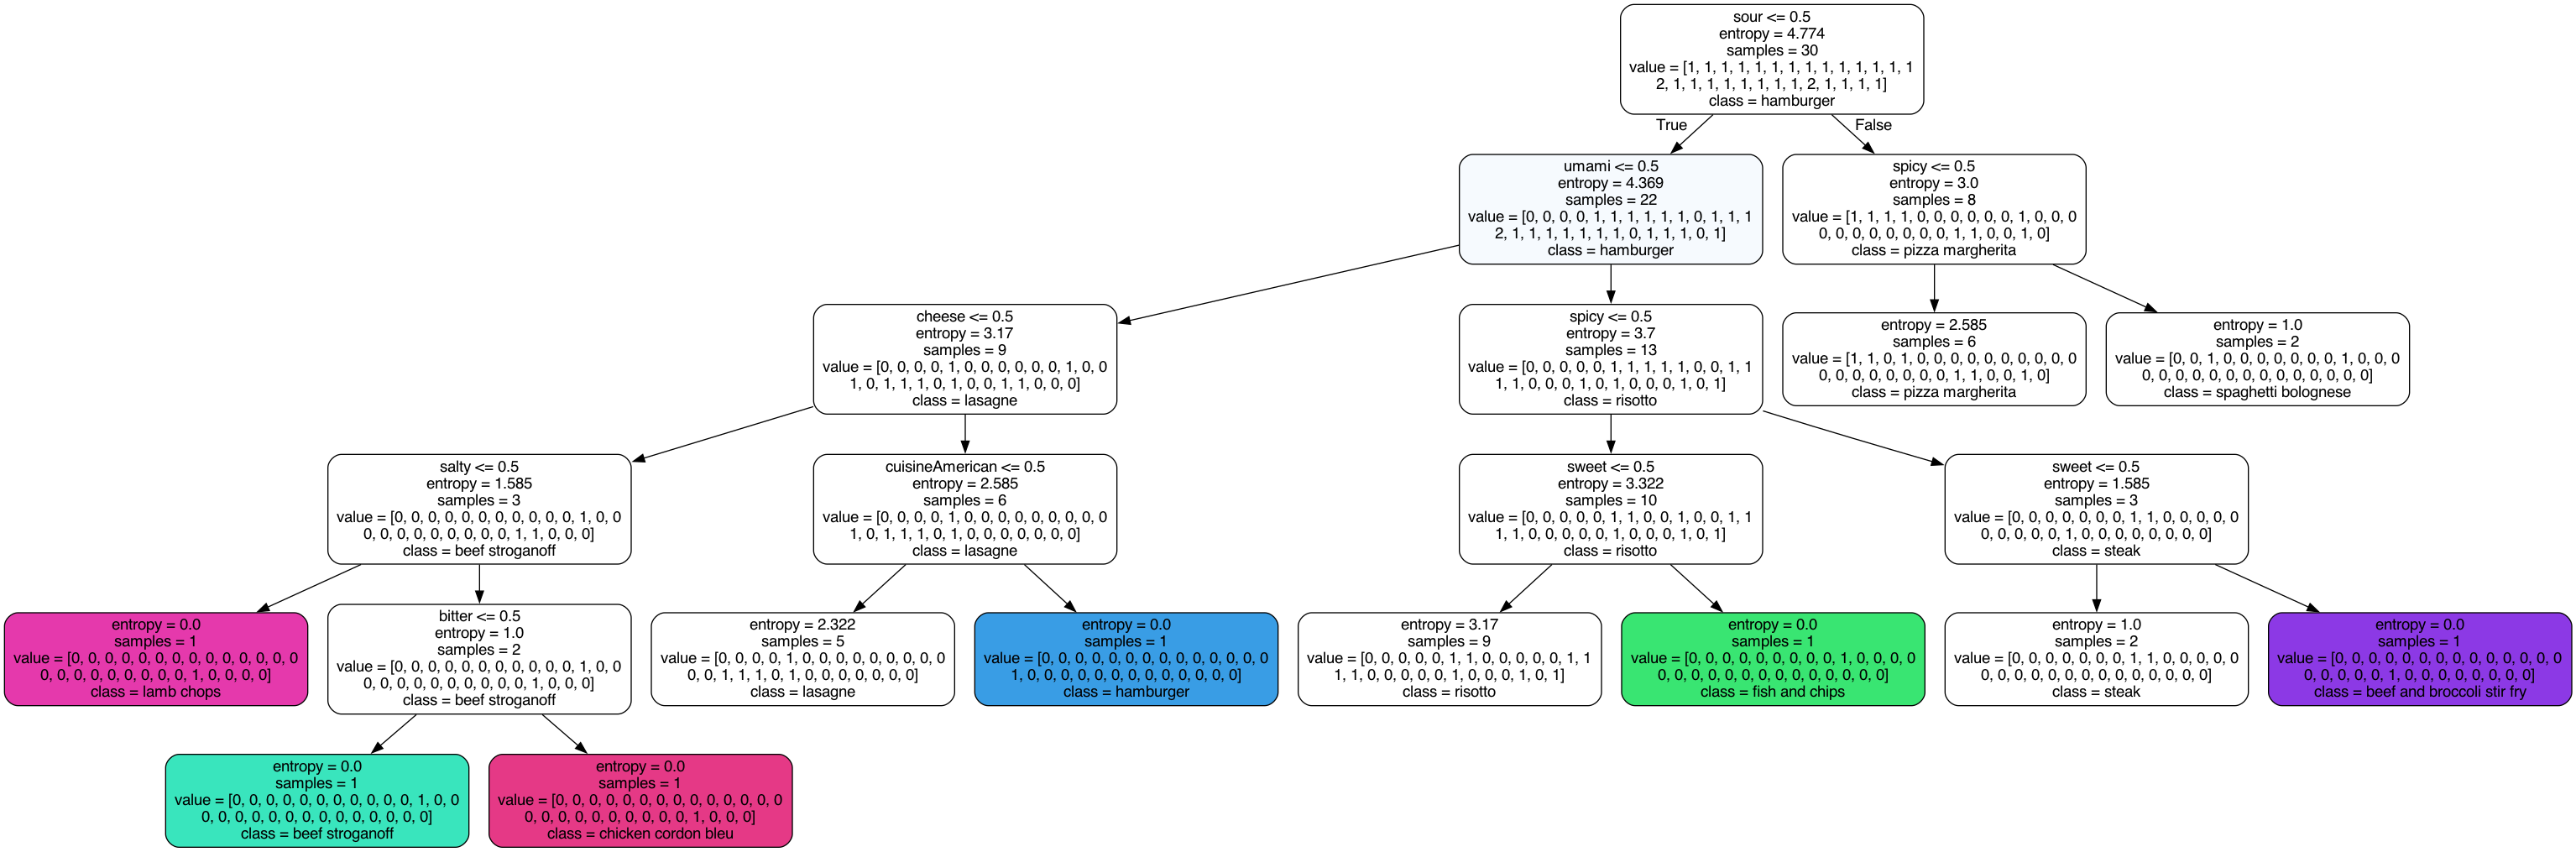 sour <= 0.5
entropy = 4.774
samples = 30
value = [1, 1, 1, 1, 1, 1, 1, 1, 1, 1, 1, 1, 1, 1
2, 1, 1, 1, 1, 1, 1, 1, 1, 2, 1, 1, 1, 1]
class = hamburger
True
False
umami <= 0.5
entropy = 4.369
samples = 22
value = [0, 0, 0, 0, 1, 1, 1, 1, 1, 1, 0, 1, 1, 1
2, 1, 1, 1, 1, 1, 1, 1, 0, 1, 1, 1, 0, 1]
class = hamburger
spicy <= 0.5
entropy = 3.0
samples = 8
value = [1, 1, 1, 1, 0, 0, 0, 0, 0, 0, 1, 0, 0, 0
0, 0, 0, 0, 0, 0, 0, 0, 1, 1, 0, 0, 1, 0]
class = pizza margherita
cheese <= 0.5
entropy = 3.17
samples = 9
value = [0, 0, 0, 0, 1, 0, 0, 0, 0, 0, 0, 1, 0, 0
1, 0, 1, 1, 1, 0, 1, 0, 0, 1, 1, 0, 0, 0]
class = lasagne
spicy <= 0.5
entropy = 3.7
samples = 13
value = [0, 0, 0, 0, 0, 1, 1, 1, 1, 1, 0, 0, 1, 1
1, 1, 0, 0, 0, 1, 0, 1, 0, 0, 0, 1, 0, 1]
class = risotto
entropy = 2.585
samples = 6
value = [1, 1, 0, 1, 0, 0, 0, 0, 0, 0, 0, 0, 0, 0
0, 0, 0, 0, 0, 0, 0, 0, 1, 1, 0, 0, 1, 0]
class = pizza margherita
entropy = 1.0
samples = 2
value = [0, 0, 1, 0, 0, 0, 0, 0, 0, 0, 1, 0, 0, 0
0, 0, 0, 0, 0, 0, 0, 0, 0, 0, 0, 0, 0, 0]
class = spaghetti bolognese
salty <= 0.5
entropy = 1.585
samples = 3
value = [0, 0, 0, 0, 0, 0, 0, 0, 0, 0, 0, 1, 0, 0
0, 0, 0, 0, 0, 0, 0, 0, 0, 1, 1, 0, 0, 0]
class = beef stroganoff
cuisineAmerican <= 0.5
entropy = 2.585
samples = 6
value = [0, 0, 0, 0, 1, 0, 0, 0, 0, 0, 0, 0, 0, 0
1, 0, 1, 1, 1, 0, 1, 0, 0, 0, 0, 0, 0, 0]
class = lasagne
sweet <= 0.5
entropy = 3.322
samples = 10
value = [0, 0, 0, 0, 0, 1, 1, 0, 0, 1, 0, 0, 1, 1
1, 1, 0, 0, 0, 0, 0, 1, 0, 0, 0, 1, 0, 1]
class = risotto
sweet <= 0.5
entropy = 1.585
samples = 3
value = [0, 0, 0, 0, 0, 0, 0, 1, 1, 0, 0, 0, 0, 0
0, 0, 0, 0, 0, 1, 0, 0, 0, 0, 0, 0, 0, 0]
class = steak
entropy = 0.0
samples = 1
value = [0, 0, 0, 0, 0, 0, 0, 0, 0, 0, 0, 0, 0, 0
0, 0, 0, 0, 0, 0, 0, 0, 0, 1, 0, 0, 0, 0]
class = lamb chops
bitter <= 0.5
entropy = 1.0
samples = 2
value = [0, 0, 0, 0, 0, 0, 0, 0, 0, 0, 0, 1, 0, 0
0, 0, 0, 0, 0, 0, 0, 0, 0, 0, 1, 0, 0, 0]
class = beef stroganoff
entropy = 2.322
samples = 5
value = [0, 0, 0, 0, 1, 0, 0, 0, 0, 0, 0, 0, 0, 0
0, 0, 1, 1, 1, 0, 1, 0, 0, 0, 0, 0, 0, 0]
class = lasagne
entropy = 0.0
samples = 1
value = [0, 0, 0, 0, 0, 0, 0, 0, 0, 0, 0, 0, 0, 0
1, 0, 0, 0, 0, 0, 0, 0, 0, 0, 0, 0, 0, 0]
class = hamburger
entropy = 3.17
samples = 9
value = [0, 0, 0, 0, 0, 1, 1, 0, 0, 0, 0, 0, 1, 1
1, 1, 0, 0, 0, 0, 0, 1, 0, 0, 0, 1, 0, 1]
class = risotto
entropy = 0.0
samples = 1
value = [0, 0, 0, 0, 0, 0, 0, 0, 0, 1, 0, 0, 0, 0
0, 0, 0, 0, 0, 0, 0, 0, 0, 0, 0, 0, 0, 0]
class = fish and chips
entropy = 1.0
samples = 2
value = [0, 0, 0, 0, 0, 0, 0, 1, 1, 0, 0, 0, 0, 0
0, 0, 0, 0, 0, 0, 0, 0, 0, 0, 0, 0, 0, 0]
class = steak
entropy = 0.0
samples = 1
value = [0, 0, 0, 0, 0, 0, 0, 0, 0, 0, 0, 0, 0, 0
0, 0, 0, 0, 0, 1, 0, 0, 0, 0, 0, 0, 0, 0]
class = beef and broccoli stir fry
entropy = 0.0
samples = 1
value = [0, 0, 0, 0, 0, 0, 0, 0, 0, 0, 0, 1, 0, 0
0, 0, 0, 0, 0, 0, 0, 0, 0, 0, 0, 0, 0, 0]
class = beef stroganoff
entropy = 0.0
samples = 1
value = [0, 0, 0, 0, 0, 0, 0, 0, 0, 0, 0, 0, 0, 0
0, 0, 0, 0, 0, 0, 0, 0, 0, 0, 1, 0, 0, 0]
class = chicken cordon bleu